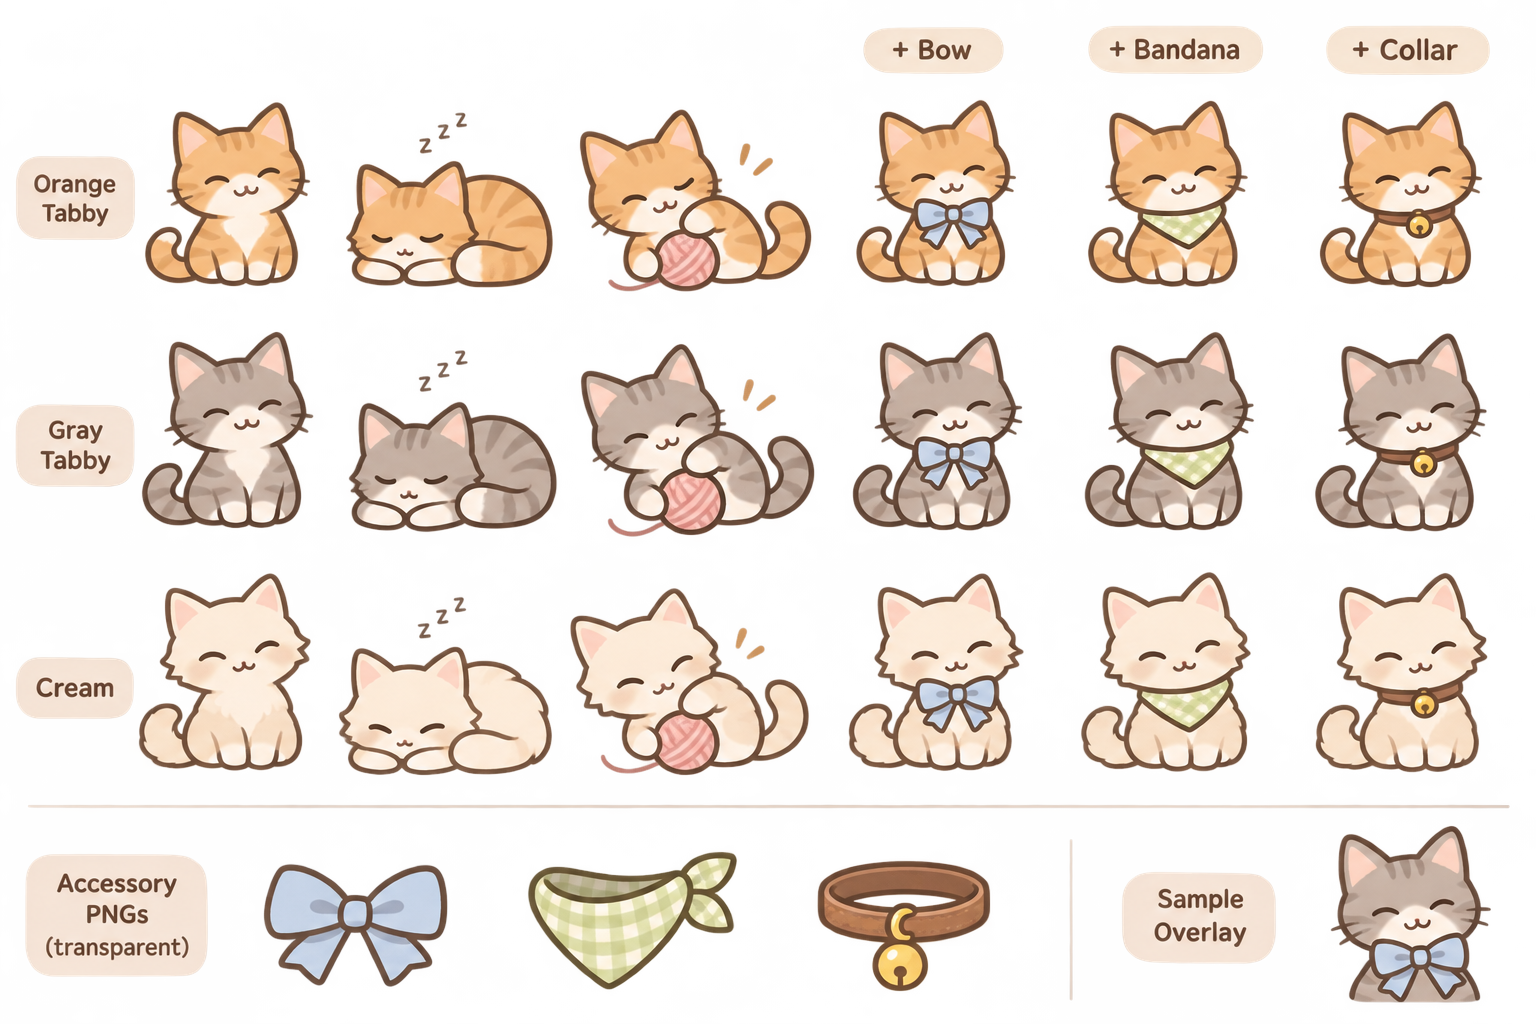 + Bow
+ Bandana
+ Collar
z z z
Orange
Tabby
z z z
Gray
Tabby
z z z
Cream
Accessory
PNGs
(transparent)
Sample
Overlay